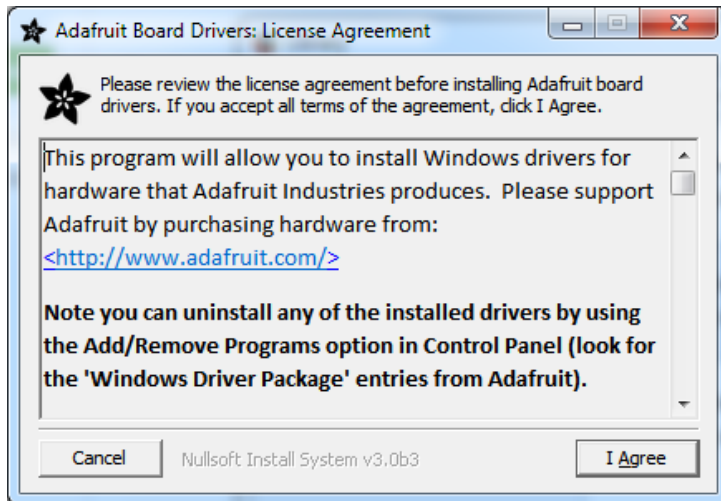 Adafruit Board Drivers: License Agreement
Please review the license agreement before installing Adafruit board
drivers. If you accept all terms of the agreement, click I Agree.
This program will allow you to install Windows drivers for
hardware that Adafruit Industries produces.  Please support
Adafruit by purchasing hardware from:
<http://www.adafruit.com/>
Note you can uninstall any of the installed drivers by using
the Add/Remove Programs option in Control Panel (look for
the 'Windows Driver Package' entries from Adafruit).
Cancel
Nullsoft Install System v3.0b3
I Agree